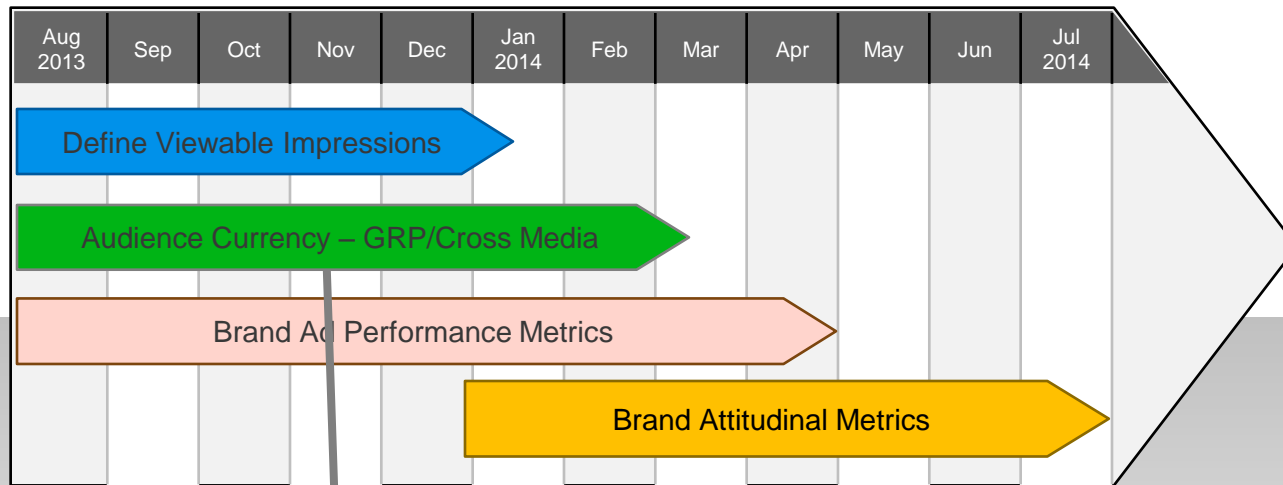 Aug Sep Oct Nov Dec Jan Feb Mar Apr May Jun Jul
2013 2014 2014
Define Viewable Impressions
Audience Currency – GRP/Cross Media
Brand Ad Performance Metrics
Brand Attitudinal Metrics